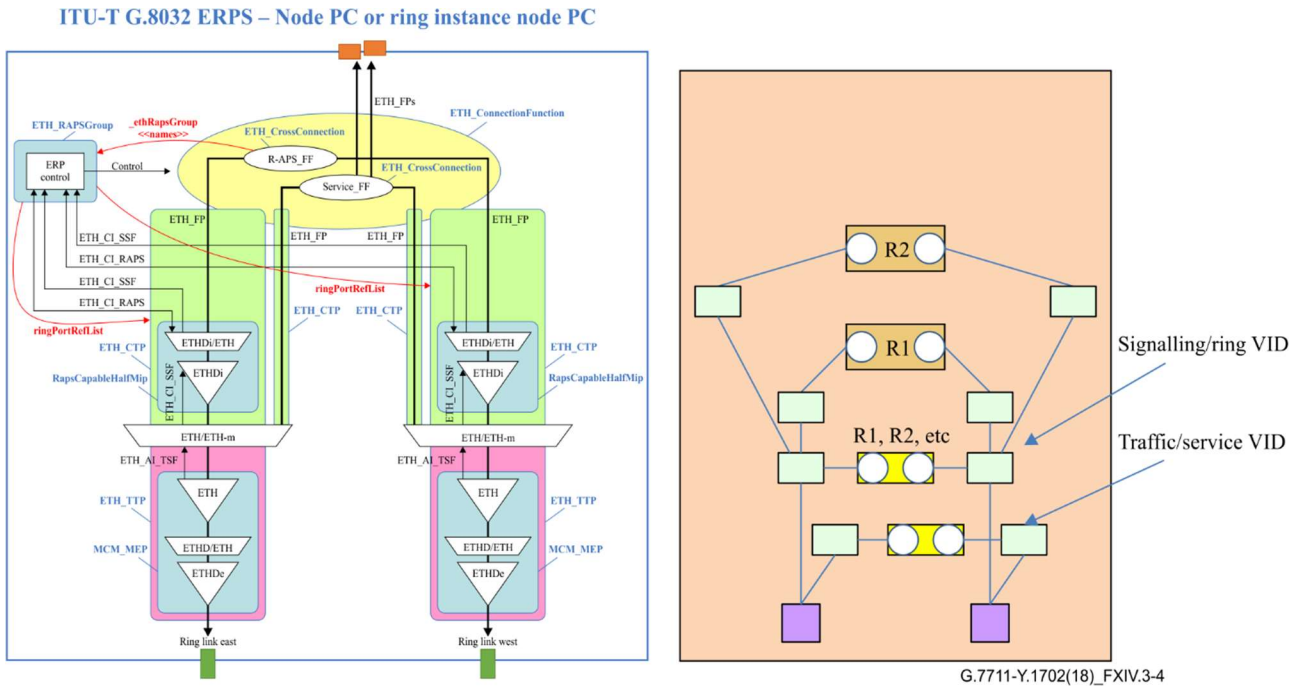 ITU-T G.8032 ERPS – Node PC or ring instance node PC
ETH_FPs
ETH_ConnectionFunction
_ethRapsGroup
<<names>>
ETH_RAPSGroup
ETH_CrossConnection
R-APS_FF
ERP
control
Control
ETH_CrossConnection
Service_FF
ETH_FP
ETH_FP
ETH_CI_SSF
ETH_FP
ETH_FP
ETH_CI_RAPS
ETH_CI_SSF
ringPortRefList
ETH_CI_RAPS
ETH_CTP
ETH_CTP
ringPortRefList
ETHDi/ETH
ETHDi/ETH
ETH_CTP
ETH_CTP
ETHDi
ETHDi
RapsCapableHalfMip
RapsCapableHalfMip
ETH_CI_SSF
ETH_CI_SSF
ETH/ETH-m
ETH/ETH-m
ETH_AI_TSF
ETH_AI_TSF
ETH
ETH
ETH_TTP
ETH_TTP
MCM_MEP
ETHD/ETH
ETHD/ETH
MCM_MEP
ETHDe
ETHDe
Ring link east
Ring link west
R2
R1
Signalling/ring VID
R1, R2, etc
Traffic/service VID
G.7711-Y.1702(18)_FXIV.3-4